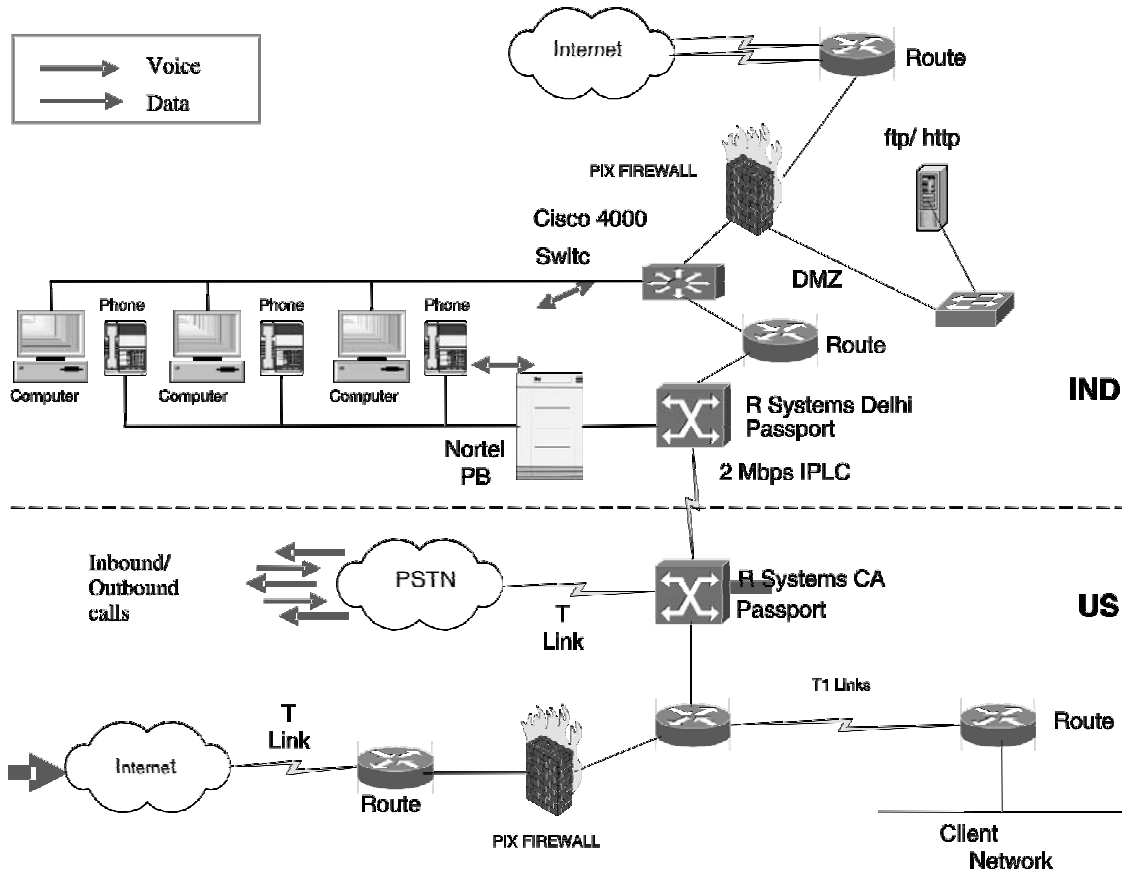 Voice
Data
Internet
Route
ftp/ http
PIX FIREWALL
Cisco 4000
Switc
DMZ
Phone
Phone
Phone
Route
Computer
Computer
Computer
IND
R Systems Delhi
Passport
Nortel
PB
2 Mbps IPLC
Inbound/
Outbound
calls
PSTN
R Systems CA
Passport
US
T
Link
T1 Links
T
Link
Route
Internet
Route
PIX FIREWALL
Client
Network